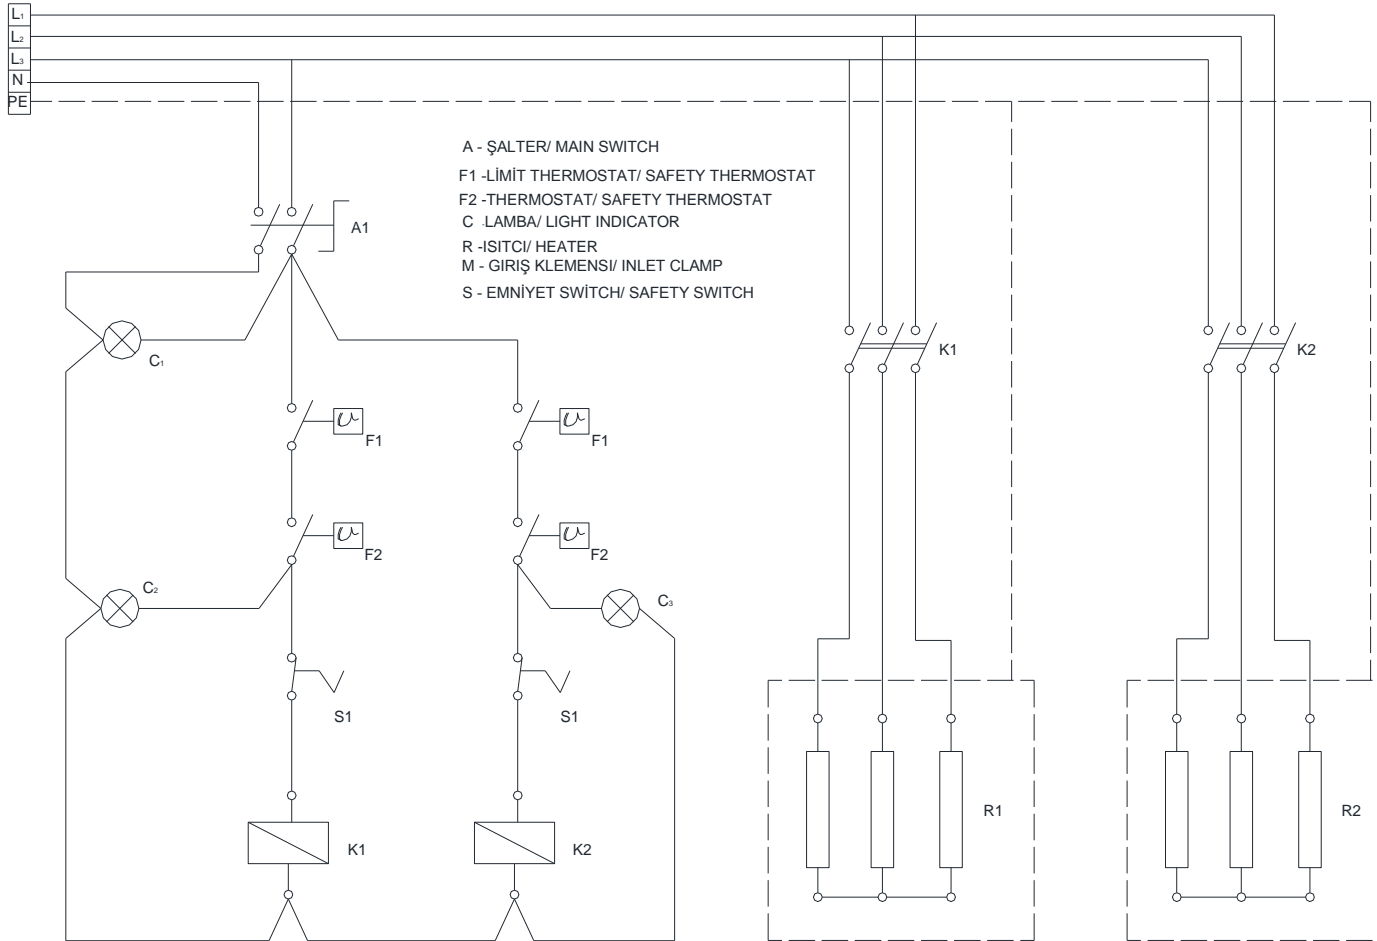 L₁
L₂
L₃
N
PE
A - ŞALTER/ MAIN SWITCH
F1 -LİMİT THERMOSTAT/ SAFETY THERMOSTAT
F2 -THERMOSTAT/ SAFETY THERMOSTAT
C -LAMBA/ LIGHT INDICATOR
R -ISITCI/ HEATER
M - GIRIŞ KLEMENSI/ INLET CLAMP
S - EMNİYET SWİTCH/ SAFETY SWITCH
A1
C₁
K1
K2
F1
F1
F2
F2
C₂
C₃
S1
S1
R1
R2
K1
K2